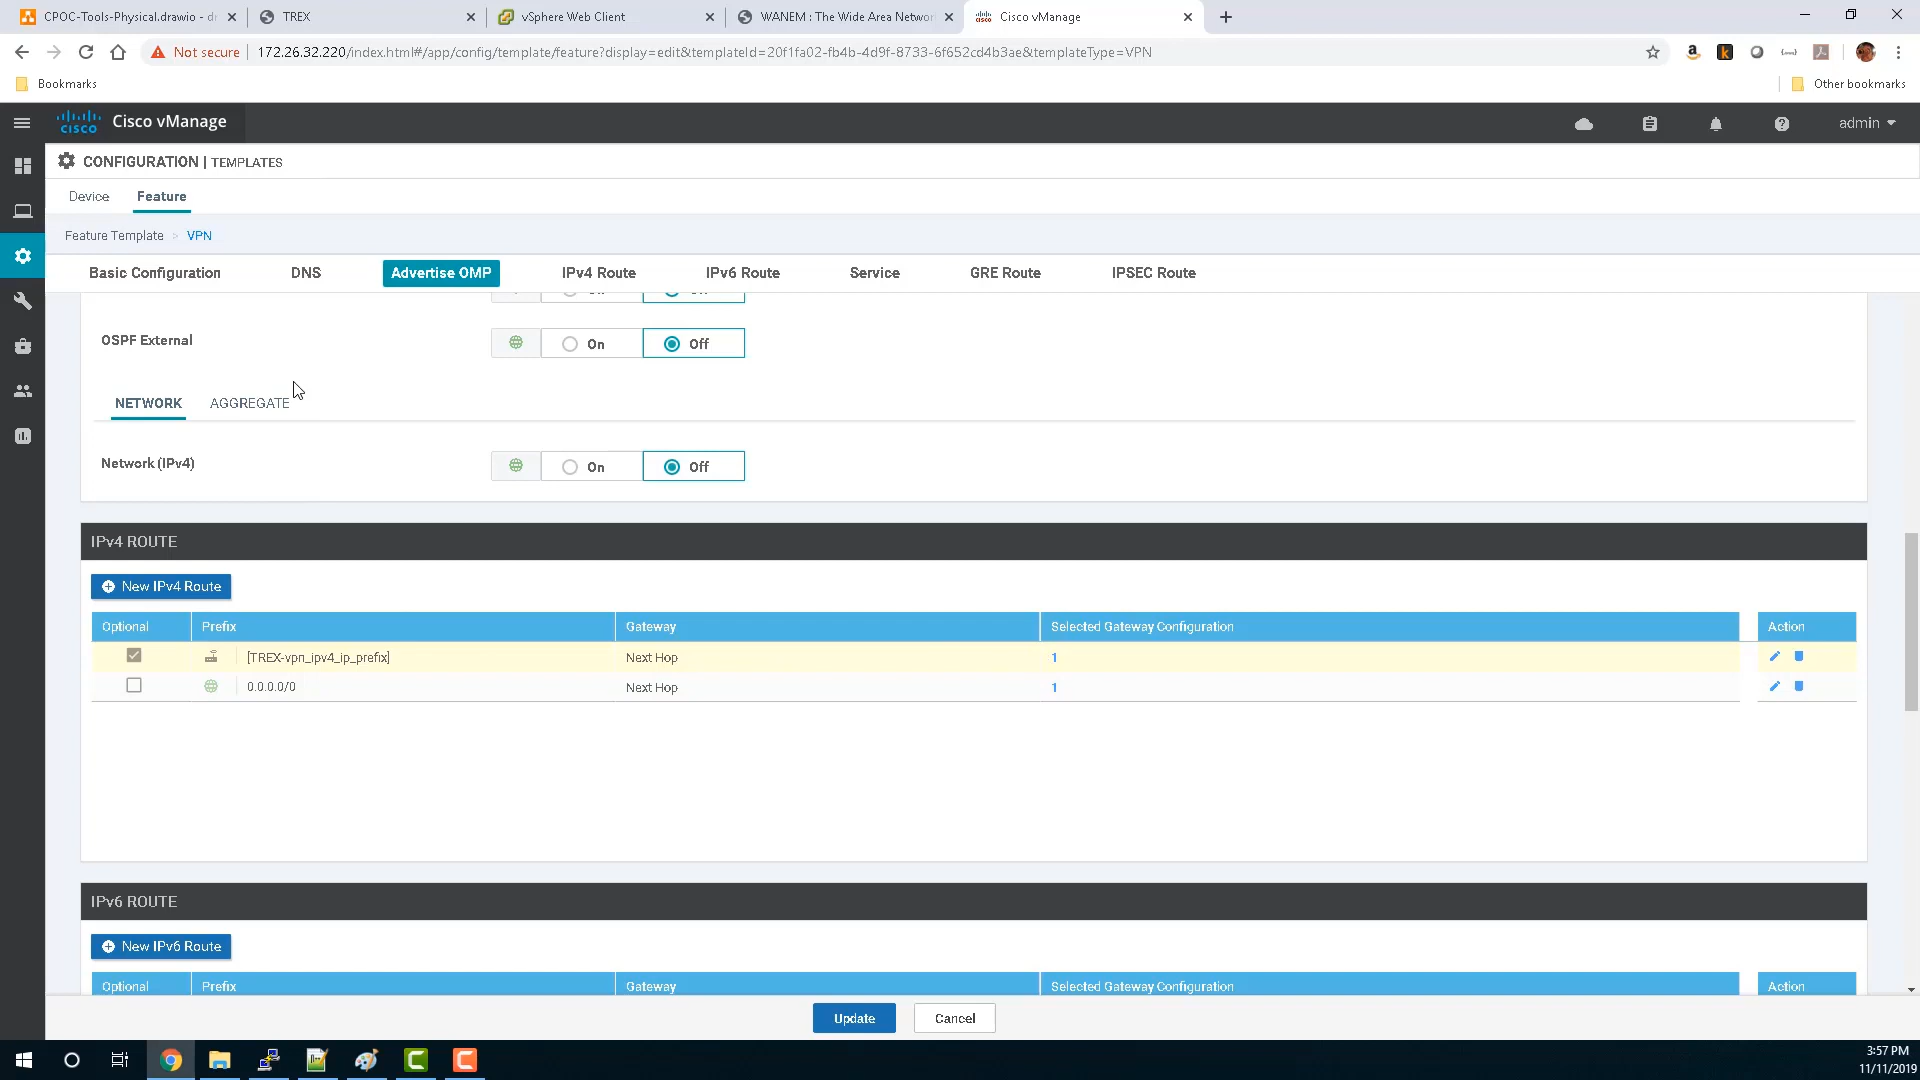 CPOC-Tools-Physical.drawio - dr
TREX
vSphere Web Client
WANEM : The Wide Area Networ
Cisco vManage
Not secure
172.26.32.220/index.html#/app/config/template/feature?display=edit&templateId=20f1fa02-fb4b-4d9f-8733-6f652cd4b3ae&templateType=VPN
Bookmarks
Other bookmarks
cisco
Cisco vManage
admin
CONFIGURATION | TEMPLATES
Device
Feature
Feature Template > VPN
Basic Configuration
DNS
Advertise OMP
IPv4 Route
IPv6 Route
Service
GRE Route
IPSEC Route
OSPF External
On
Off
NETWORK
AGGREGATE
Network (IPv4)
On
Off
IPv4 ROUTE
New IPv4 Route
Optional
Prefix
Gateway
Selected Gateway Configuration
Action
[TREX-vpn_ipv4_ip_prefix]
Next Hop
1
0.0.0.0/0
Next Hop
1
IPv6 ROUTE
New IPv6 Route
Optional
Prefix
Gateway
Selected Gateway Configuration
Action
Update
Cancel
3:57 PM
11/11/2019